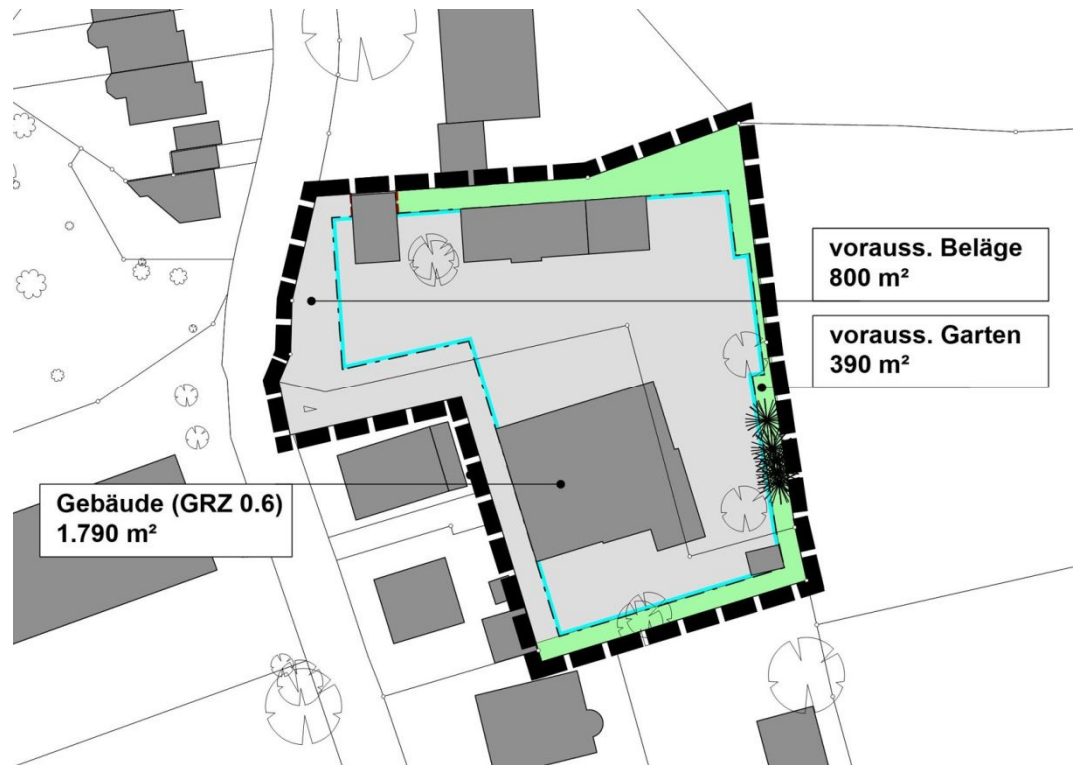 vorauss. Beläge
800 m²
vorauss. Garten
390 m²
Gebäude (GRZ 0.6)
1.790 m²